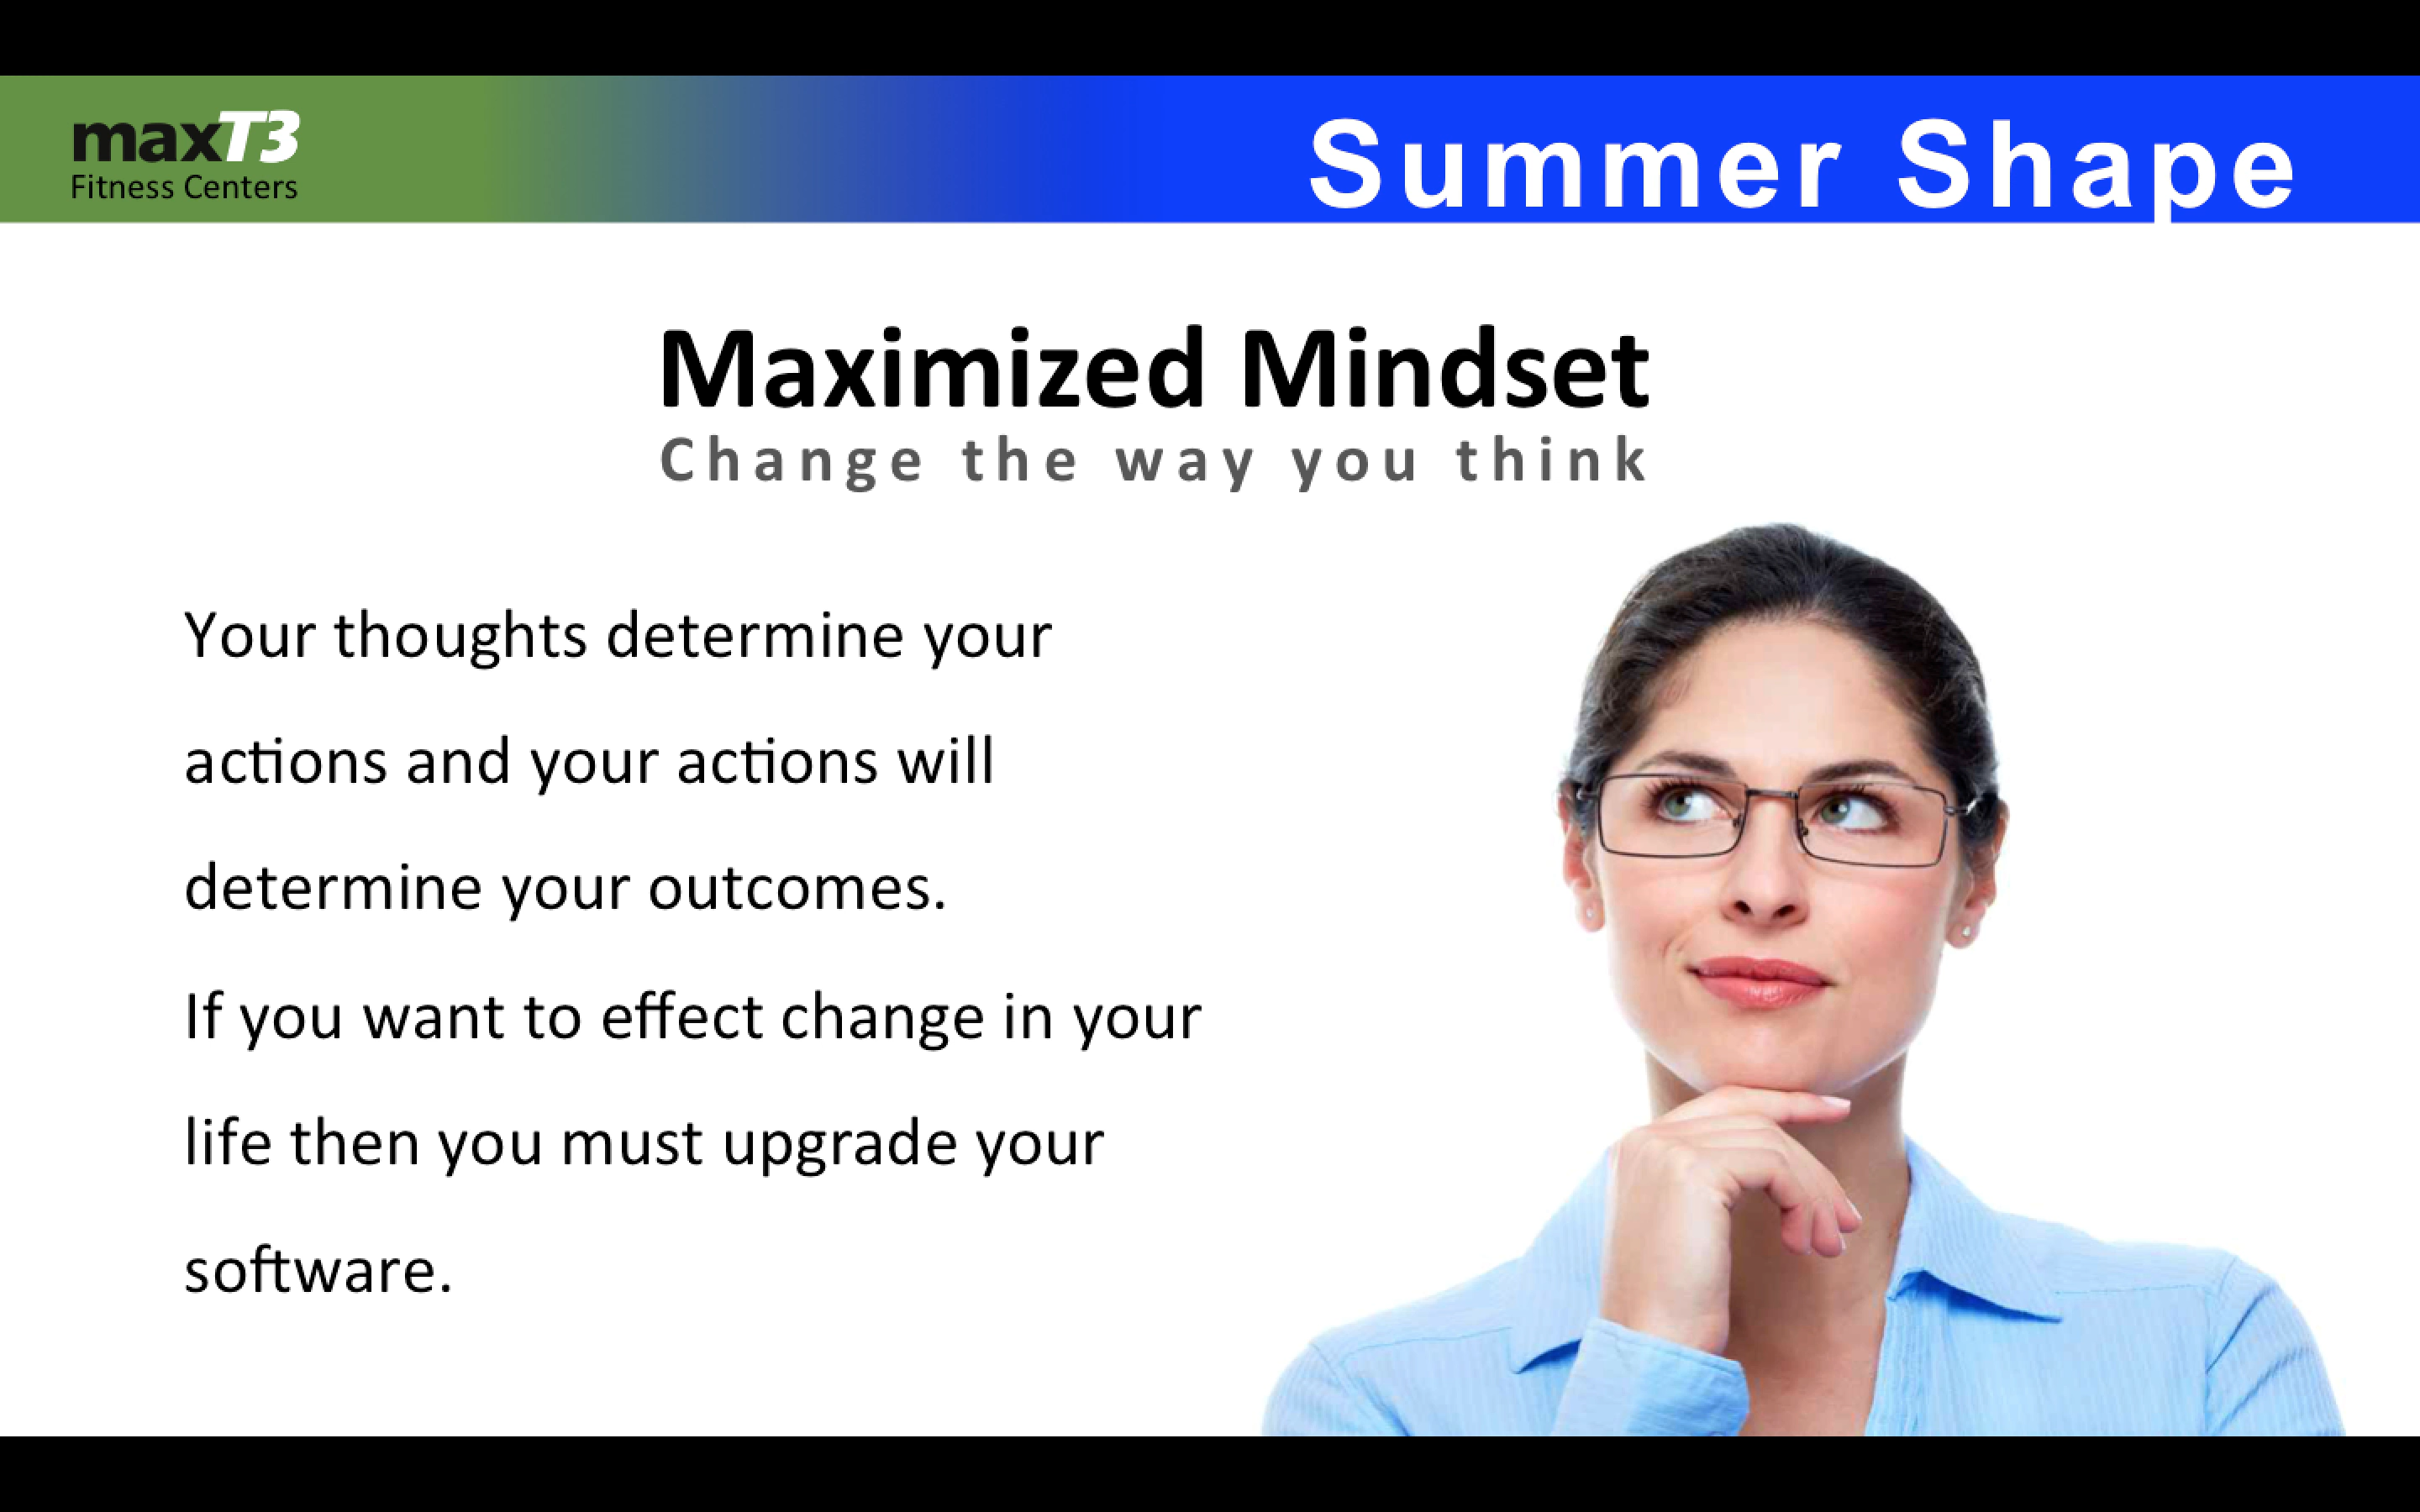 maxT3
Fitness Centers
Summer Shape
Maximized Mindset
Change the way you think
Your thoughts determine your
actions and your actions will
determine your outcomes.
If you want to effect change in your
life then you must upgrade your
software.